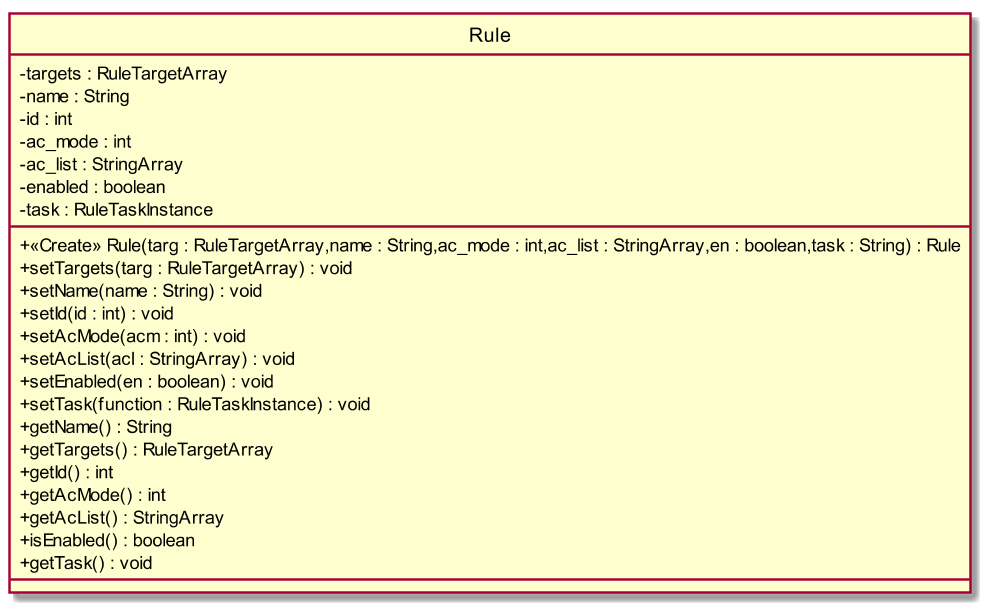 Rule
-targets : RuleTargetArray
-name : String
-id : int
-ac_mode : int
-ac_list : StringArray
-enabled : boolean
-task : RuleTaskInstance
+«Create» Rule(targ : RuleTargetArray,name : String,ac_mode : int,ac_list : StringArray,en : boolean,task : String) : Rule
+setTargets(targ : RuleTargetArray) : void
+setName(name : String) : void
+setId(id : int) : void
+setAcMode(acm : int) : void
+setAcList(acl : StringArray) : void
+setEnabled(en : boolean) : void
+setTask(function : RuleTaskInstance) : void
+getName() : String
+getTargets() : RuleTargetArray
+getId() : int
+getAcMode() : int
+getAcList() : StringArray
+isEnabled() : boolean
+getTask() : void